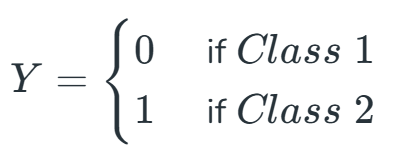 Y = { 0 if Class 1
1 if Class 2